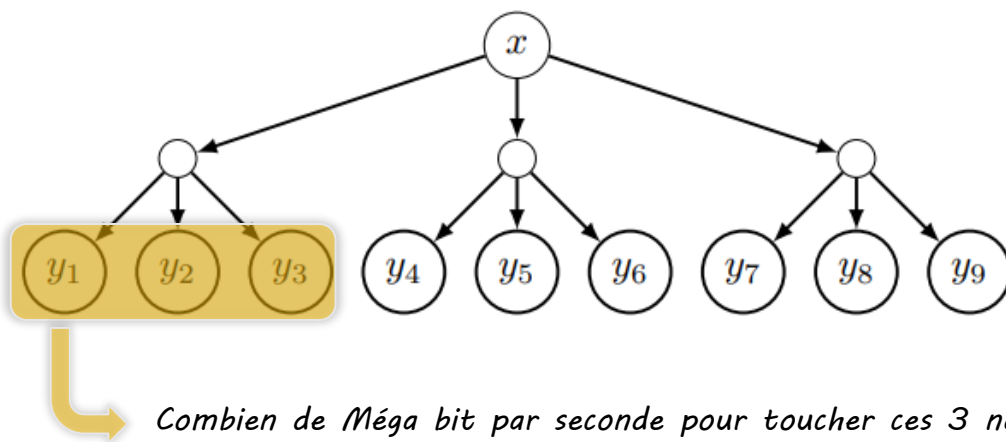 x
y₁ y₂ y₃ y₄ y₅ y₆ y₇ y₈ y₉
Combien de Méga bit par seconde pour toucher ces 3